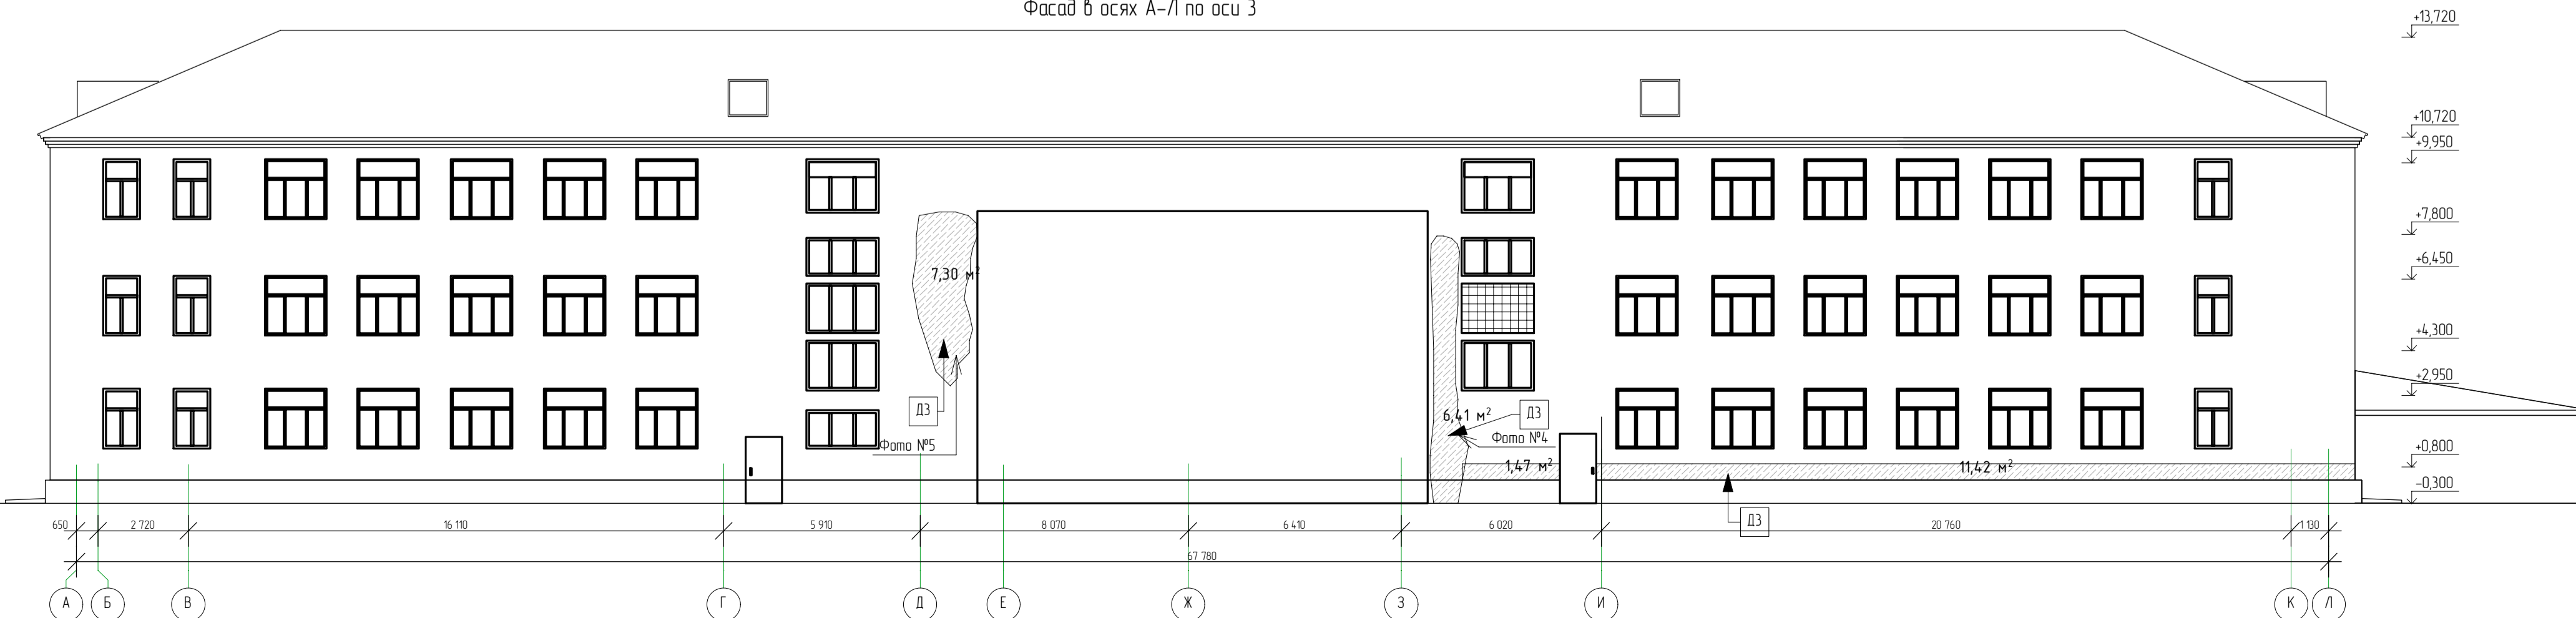 Фасад в осях А-Л по оси 3
+13,720
+10,720
+9,950
+7,800
7,30 м²
+6,450
+4,300
+2,950
Д3
6,41 м²
Д3
Фото №5
Фото №4
+0,800
1,47 м²
11,42 м²
-0,300
Д3
650
2 720
16 110
5 910
8 070
6 410
6 020
20 760
1 130
67 780
А
Б
В
Г
Д
Е
Ж
З
И
К
Л